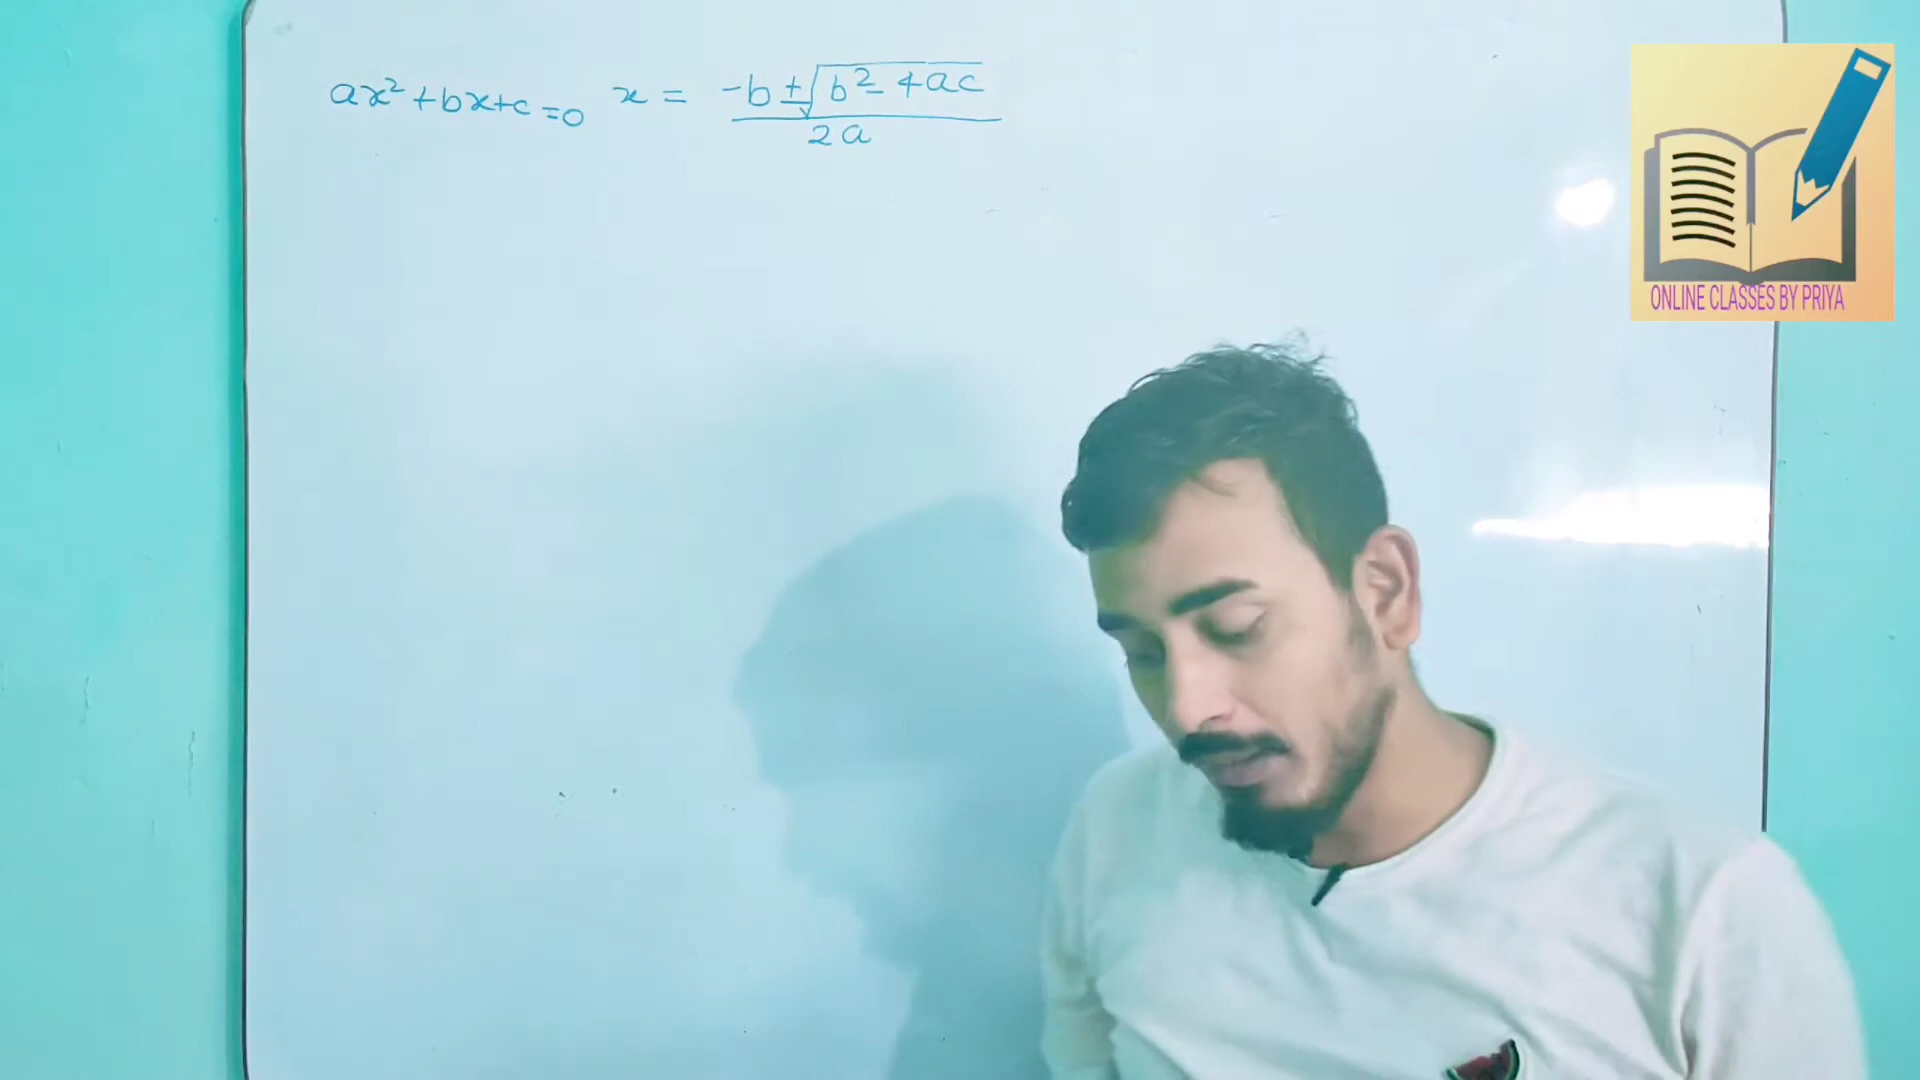 ax² + bx + c = 0 x = -b ± √b² - 4ac / 2a
ONLINE CLASSES BY PRIYA